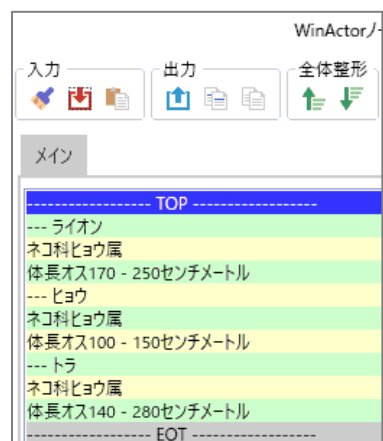 WinActorノー
入力
出力
全体整形
メイン
------------------ TOP ------------------
--- ライオン
ネコ科ヒョウ属
体長オス170 - 250センチメートル
--- ヒョウ
ネコ科ヒョウ属
体長オス100 - 150センチメートル
--- トラ
ネコ科ヒョウ属
体長オス140 - 280センチメートル
------------------ EOT ------------------